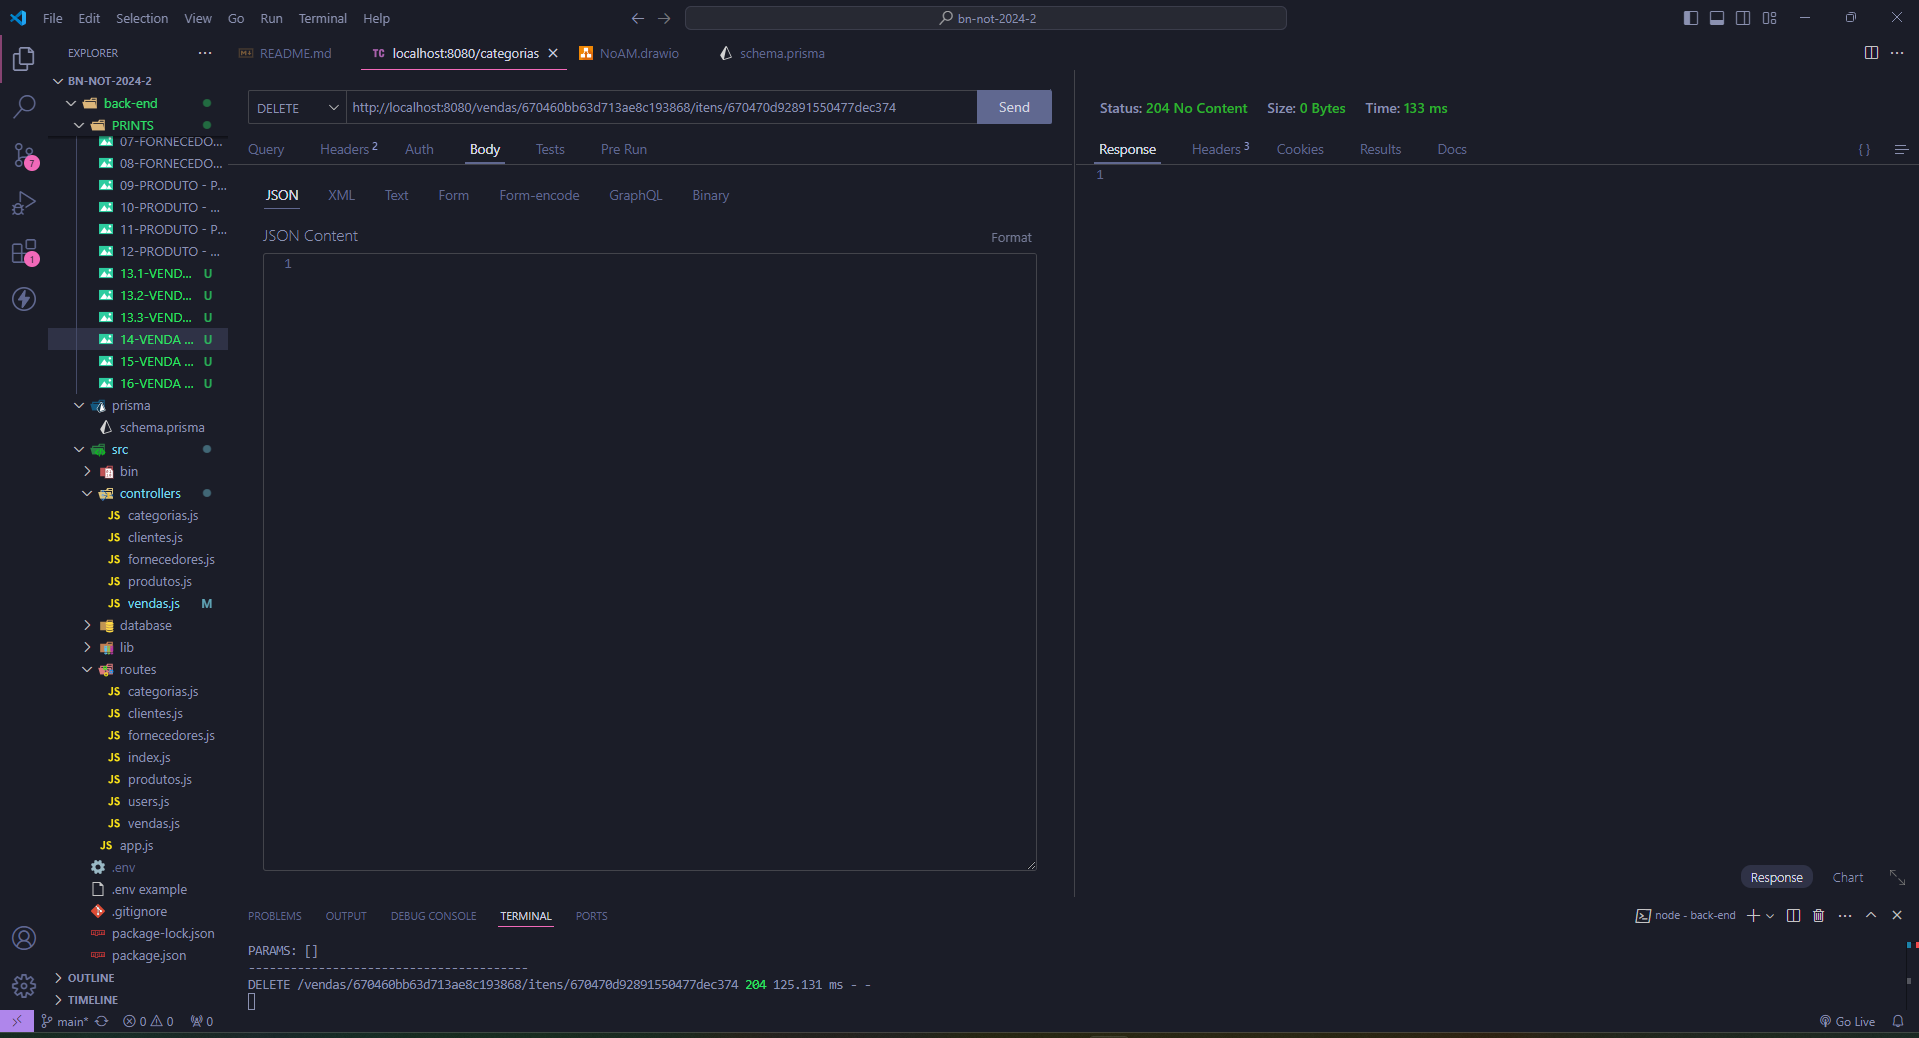 File Edit Selection View Go Run Terminal Help
bn-not-2024-2
EXPLORER
README.md
TC localhost:8080/categorias
NoAM.drawio
schema.prisma
BN-NOT-2024-2
back-end
PRINTS
07-FORNECEDO...
08-FORNECEDO...
09-PRODUTO - P...
10-PRODUTO - ...
11-PRODUTO - P...
12-PRODUTO - ...
13.1-VEND... U
13.2-VEND... U
13.3-VEND... U
14-VENDA ... U
15-VENDA ... U
16-VENDA ... U
prisma
schema.prisma
src
bin
controllers
JS categorias.js
JS clientes.js
JS fornecedores.js
JS produtos.js
JS vendas.js M
database
lib
routes
JS categorias.js
JS clientes.js
JS fornecedores.js
JS index.js
JS produtos.js
JS users.js
JS vendas.js
JS app.js
.env
.env example
.gitignore
package-lock.json
package.json
OUTLINE
TIMELINE
7
1
DELETE
http://localhost:8080/vendas/670460bb63d713ae8c193868/itens/670470d92891550477dec374
Send
Query Headers 2 Auth Body Tests Pre Run
JSON XML Text Form Form-encode GraphQL Binary
JSON Content
Format
1
Status: 204 No Content Size: 0 Bytes Time: 133 ms
Response Headers 3 Cookies Results Docs
{ }
1
Response Chart
PROBLEMS OUTPUT DEBUG CONSOLE TERMINAL PORTS
node - back-end
PARAMS: []
----------------------------------------
DELETE /vendas/670460bb63d713ae8c193868/itens/670470d92891550477dec374 204 125.131 ms - -
main* 0 0 0
Go Live